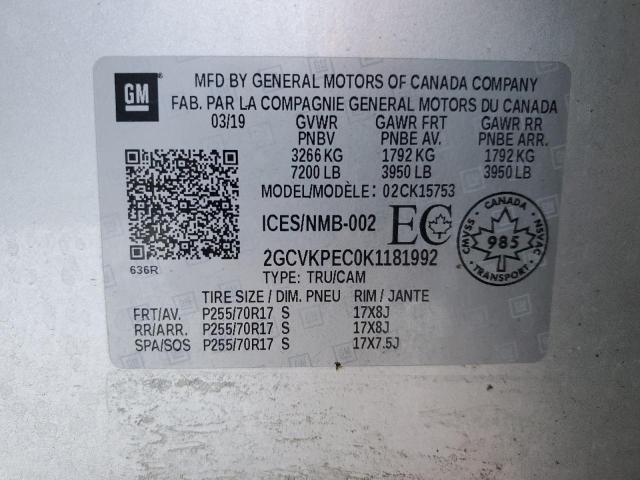 GM
MFD BY GENERAL MOTORS OF CANADA COMPANY
FAB. PAR LA COMPAGNIE GENERAL MOTORS DU CANADA
03/19 GVWR GAWR FRT GAWR RR
PNBV PNBE AV. PNBE ARR.
3266 KG 1792 KG 1792 KG
7200 LB 3950 LB 3950 LB
MODEL/MODÈLE: 02CK15753
ICES/NMB-002 EC
CANADA
CMVSS 985 NSVAC
TRANSPORT
636R
2GCVKPEC0K1181992
TYPE: TRU/CAM
TIRE SIZE / DIM. PNEU RIM / JANTE
FRT/AV. P255/70R17 S 17X8J
RR/ARR. P255/70R17 S 17X8J
SPA/SOS P255/70R17 S 17X7.5J